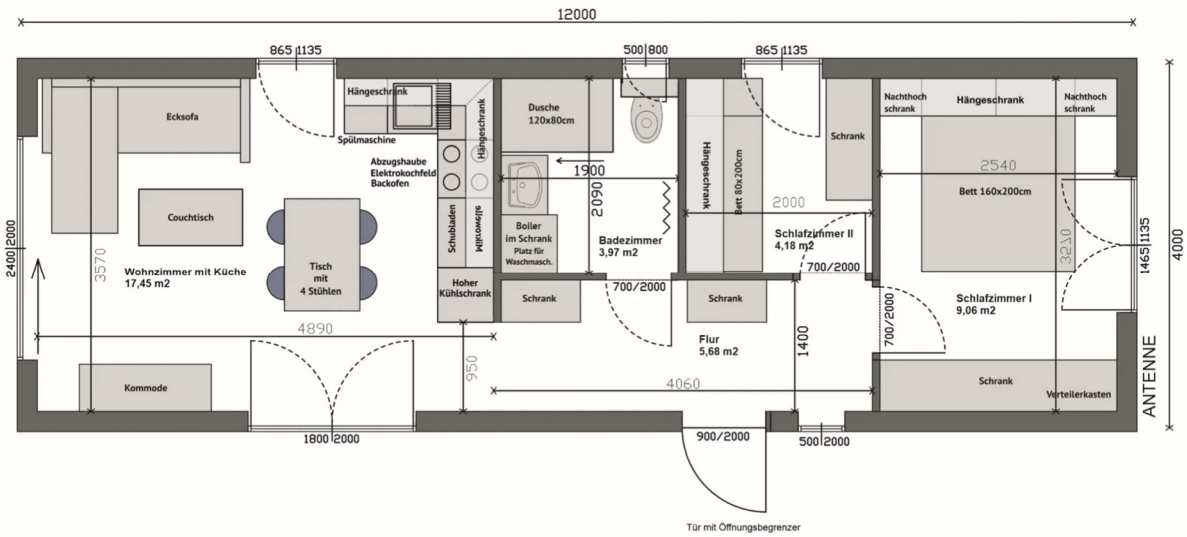 12000
865|1135
500|800
865|1135
Ecksofa
Hängeschrank
Hängeschrank
Spülmaschine
Abzugshaube
Elektrokochfeld
Backofen
Dusche
120x80cm
1900
2090
Hängeschrank
Bett 80x200cm
Schrank
2000
Nachthoch
schrank
Hängeschrank
Nachthoch
schrank
2540
Bett 160x200cm
3270
1465|1135
4000
2400|2000
3570
Couchtisch
Wohnzimmer mit Küche
17,45 m2
Tisch
mit
4 Stühlen
Schubladen
Mikrowelle
Hoher
Kühlschrank
Boiler
im Schrank
Platz für
Waschmasch.
Badezimmer
3,97 m2
Schlafzimmer II
4,18 m2
700/2000
700/2000
Schrank
Schrank
Schlafzimmer I
9,06 m2
700/2000
4890
950
Flur
5,68 m2
1400
4060
Kommode
Schrank
Verteilerkasten
ANTENNE
1800|2000
900/2000
500|2000
Tür mit Öffnungsbegrenzer